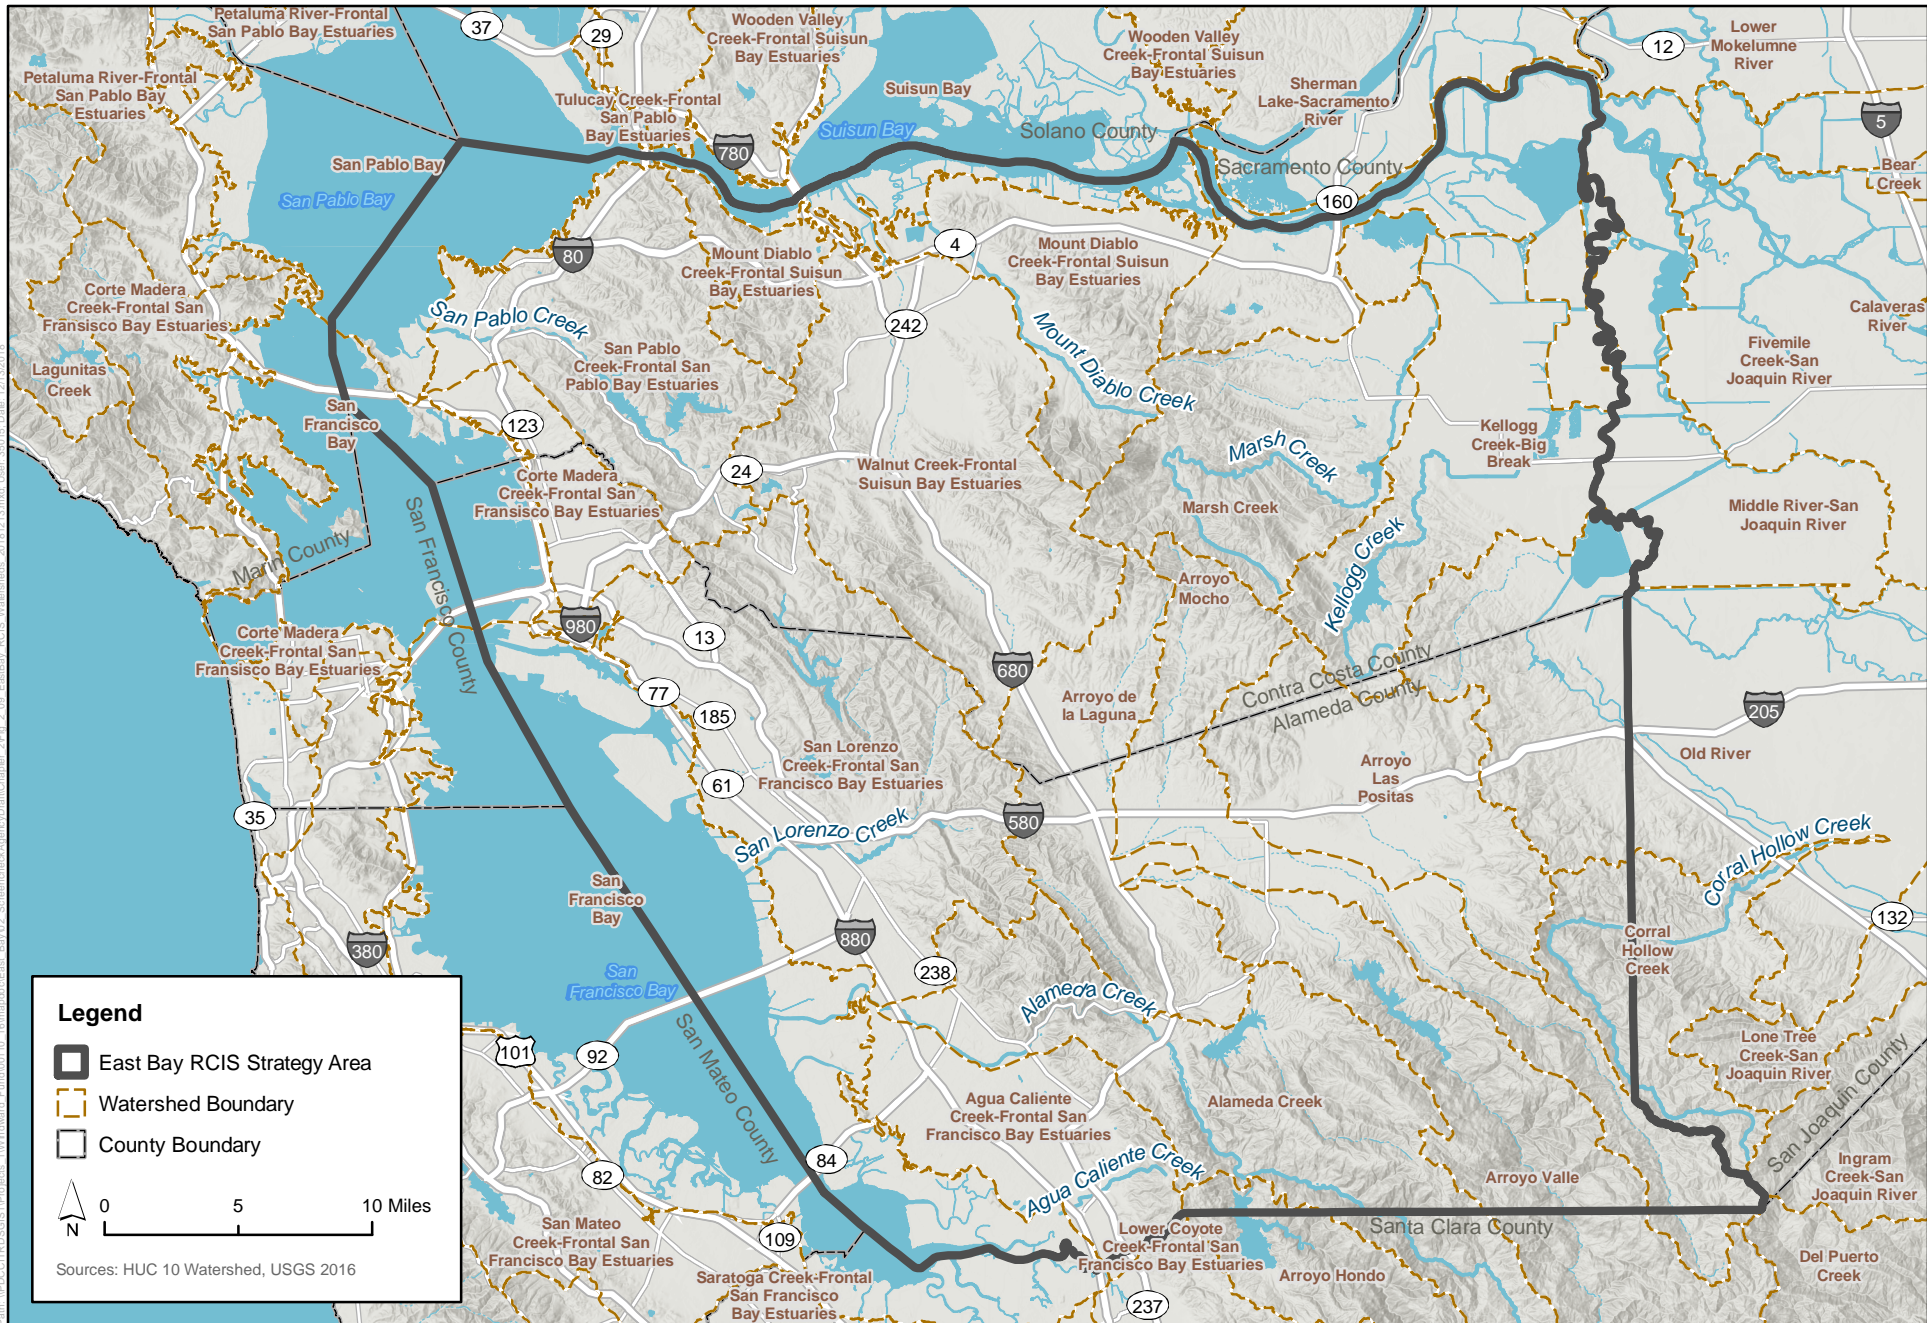 Petaluma River-Frontal
San Pablo Bay Estuaries
37
29
Wooden Valley
Creek-Frontal Suisun
Bay Estuaries
Wooden Valley
Creek-Frontal Suisun
Bay Estuaries
12
Lower
Mokelumne
River
Petaluma River-Frontal
San Pablo Bay
Estuaries
Tulucay Creek-Frontal
San Pablo
Bay Estuaries
Suisun Bay
Sherman
Lake-Sacramento
River
5
780
Suisun Bay
Solano County
San Pablo Bay
Sacramento County
Bear
Creek
San Pablo Bay
160
80
Mount Diablo
Creek-Frontal Suisun
Bay Estuaries
4
Mount Diablo
Creek-Frontal Suisun
Bay Estuaries
Corte Madera
Creek-Frontal San
Fransisco Bay Estuaries
San Pablo Creek
242
Mount Diablo Creek
Calaveras
River
Lagunitas
Creek
San Pablo
Creek-Frontal San
Pablo Bay Estuaries
Fivemile
Creek-San
Joaquin River
San
Francisco
Bay
123
24
Marsh Creek
Kellogg
Creek-Big
Break
Corte Madera
Creek-Frontal San
Fransisco Bay Estuaries
Walnut Creek-Frontal
Suisun Bay Estuaries
Marsh Creek
Middle River-San
Joaquin River
Marin County
San Francisco County
Kellogg Creek
Arroyo
Mocho
980
13
Corte Madera
Creek-Frontal San
Fransisco Bay Estuaries
680
Contra Costa County
Alameda County
77
185
Arroyo de
la Laguna
205
San Lorenzo
Creek-Frontal San
Francisco Bay Estuaries
Arroyo
Las
Positas
Old River
61
35
San Lorenzo Creek
580
Corral Hollow Creek
San
Francisco
Bay
132
380
880
Corral
Hollow
Creek
238
San
Francisco Bay
Alameda Creek
San Mateo County
Lone Tree
Creek-San
Joaquin River
San Joaquin County
101
92
Agua Caliente
Creek-Frontal San
Francisco Bay Estuaries
Alameda Creek
84
82
Agua Caliente Creek
Arroyo Valle
Ingram
Creek-San
Joaquin River
San Mateo
Creek-Frontal San
Francisco Bay Estuaries
109
Lower Coyote
Creek-Frontal San
Francisco Bay Estuaries
Santa Clara County
Saratoga Creek-Frontal
San Francisco
Bay Estuaries
Arroyo Hondo
Del Puerto
Creek
237
Legend
East Bay RCIS Strategy Area
Watershed Boundary
County Boundary
N
0 5 10 Miles
Sources: HUC 10 Watershed, USGS 2016